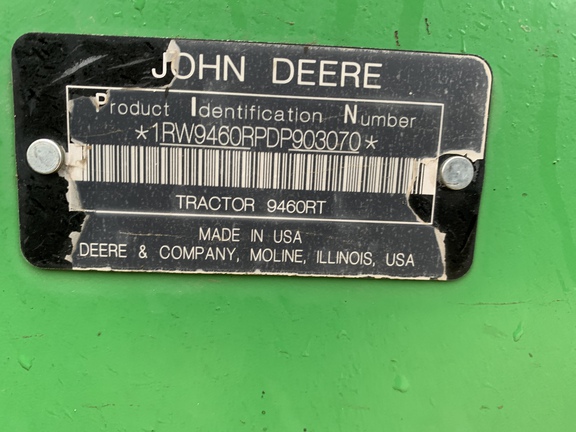 JOHN DEERE
Product Identification Number
*1RW9460RPDP903070*
TRACTOR 9460RT
MADE IN USA
DEERE & COMPANY, MOLINE, ILLINOIS, USA